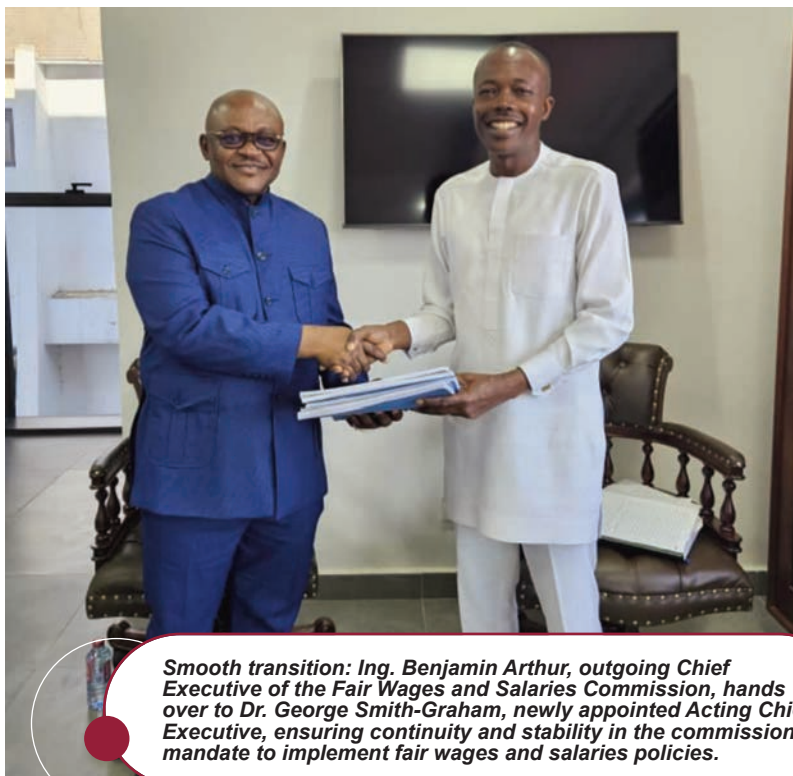 Smooth transition: Ing. Benjamin Arthur, outgoing Chief
Executive of the Fair Wages and Salaries Commission, hands
over to Dr. George Smith-Graham, newly appointed Acting Chi
Executive, ensuring continuity and stability in the commission
mandate to implement fair wages and salaries policies.